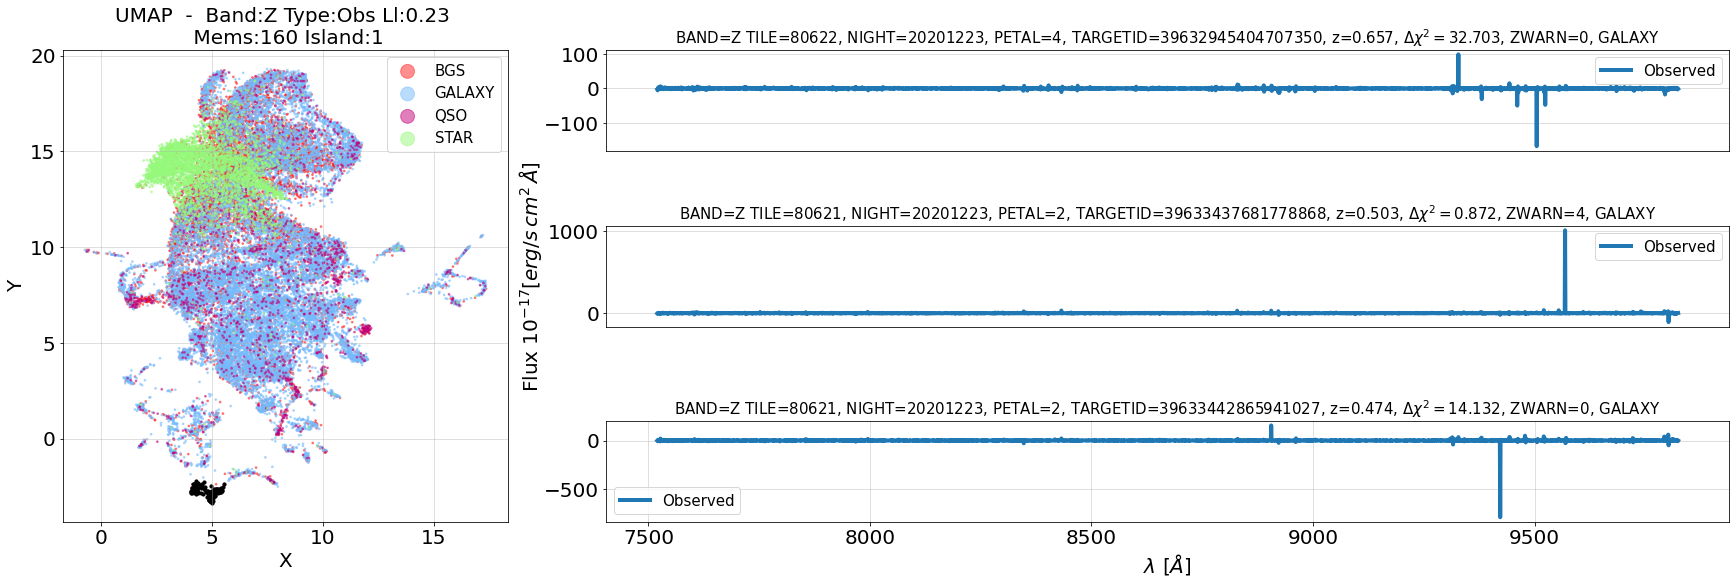 UMAP - Band:Z Type:Obs Ll:0.23
Mems:160 Island:1
20
15
10
5
0
Y
0 5 10 15
X
BGS
GALAXY
QSO
STAR
Flux 10⁻¹⁷[erg/s cm² Å]
BAND=Z TILE=80622, NIGHT=20201223, PETAL=4, TARGETID=39632945404707350, z=0.657, Δχ² = 32.703, ZWARN=0, GALAXY
100
0
−100
Observed
BAND=Z TILE=80621, NIGHT=20201223, PETAL=2, TARGETID=39633437681778868, z=0.503, Δχ² = 0.872, ZWARN=4, GALAXY
1000
0
Observed
BAND=Z TILE=80621, NIGHT=20201223, PETAL=2, TARGETID=39633442865941027, z=0.474, Δχ² = 14.132, ZWARN=0, GALAXY
0
−500
Observed
7500 8000 8500 9000 9500
λ [Å]